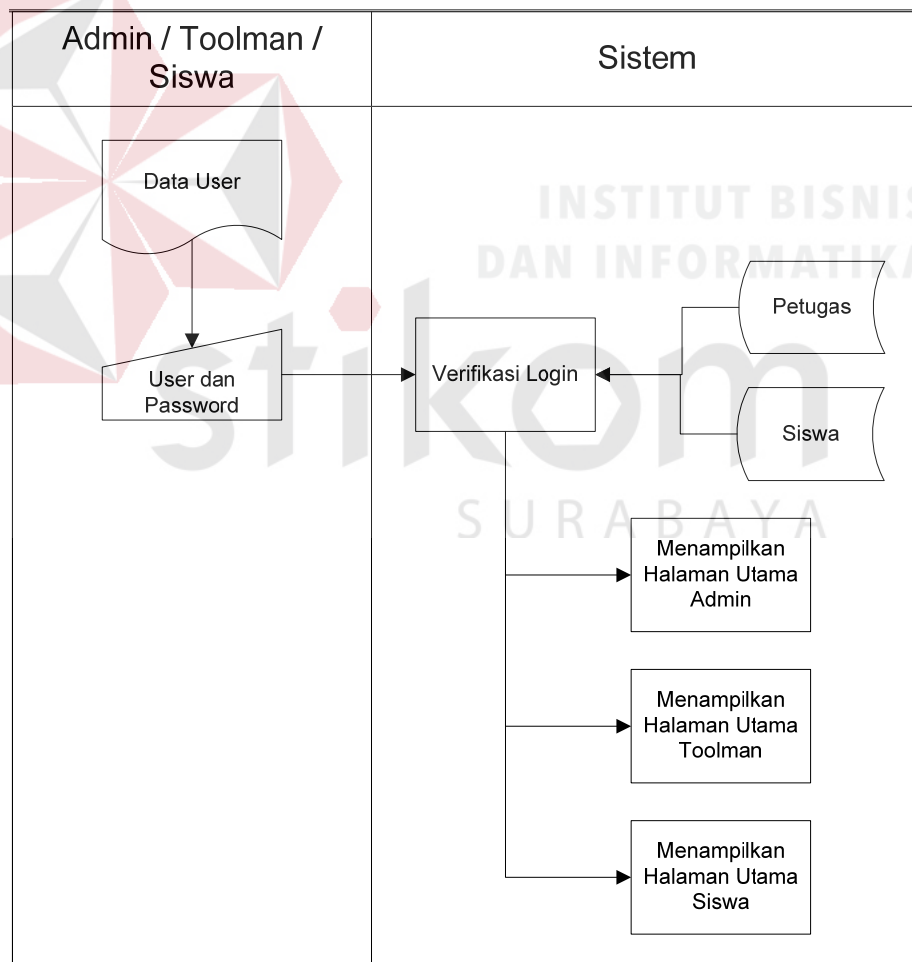 Admin / Toolman /
Siswa
Sistem
Data User
INSTITUT BISNIS
DAN INFORMATIKA
Petugas
User dan
Password
Verifikasi Login
Siswa
stikom
SURABAYA
Menampilkan
Halaman Utama
Admin
Menampilkan
Halaman Utama
Toolman
Menampilkan
Halaman Utama
Siswa